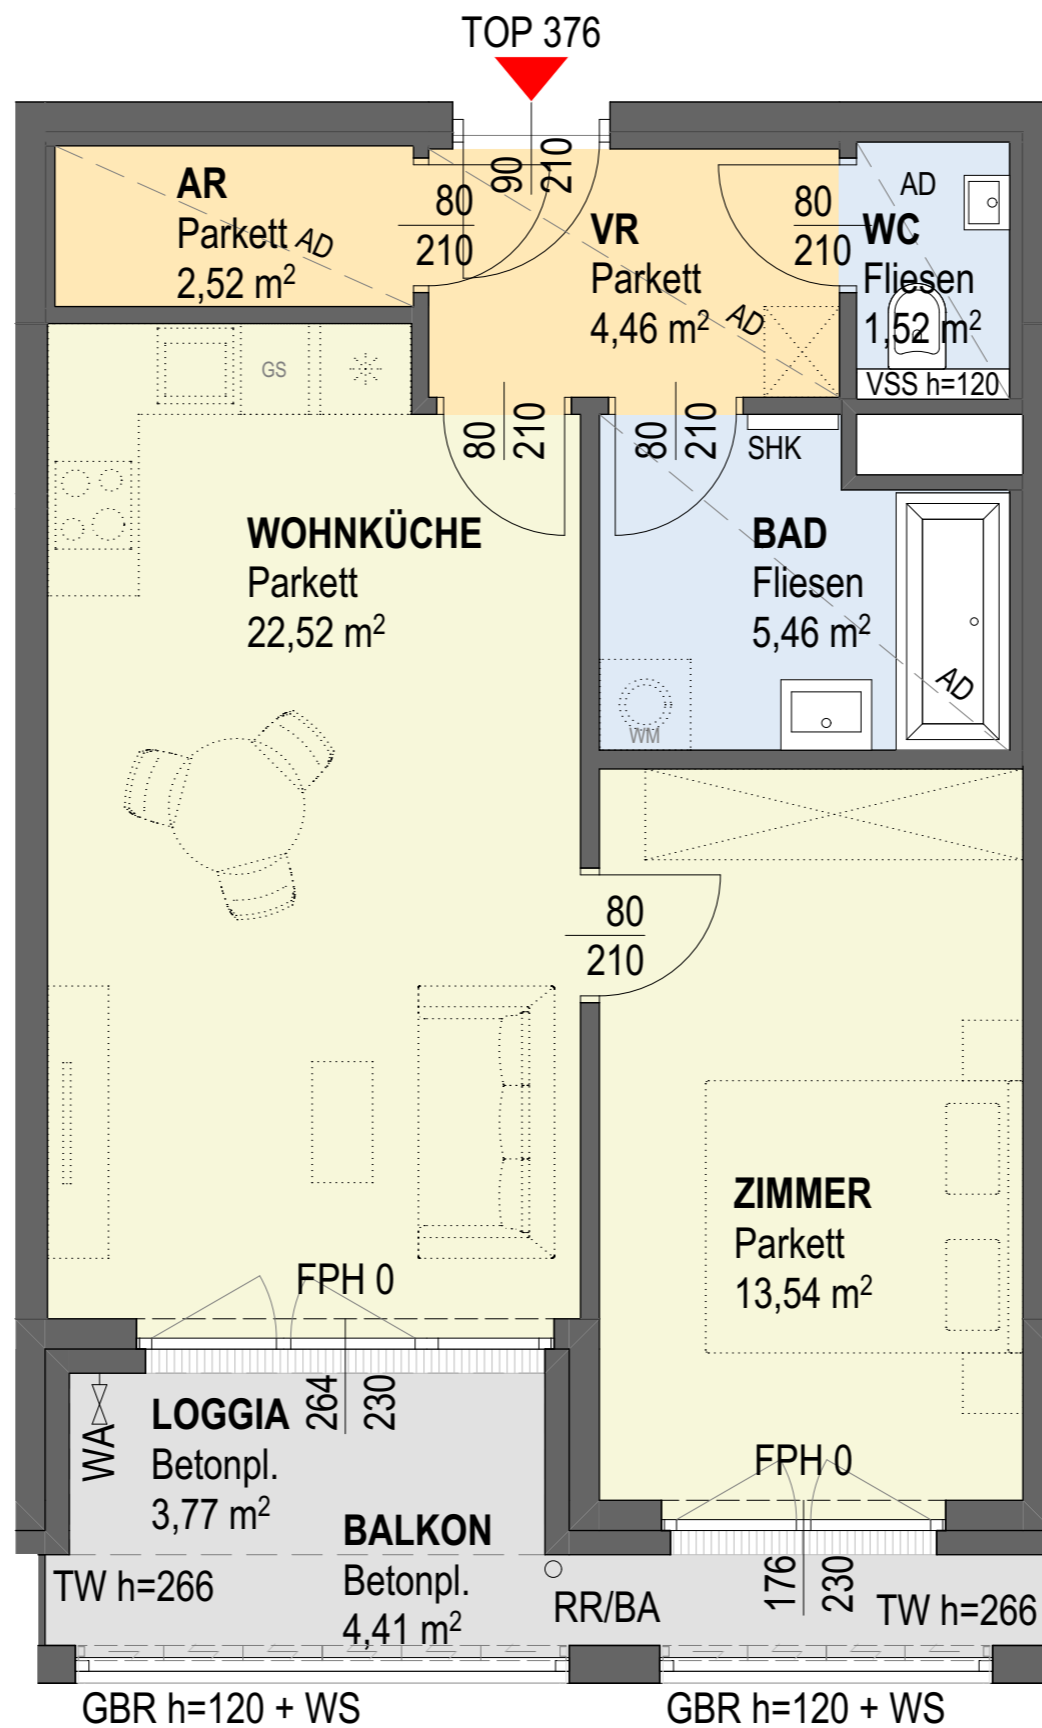 TOP 376
90
210
AR
Parkett
2,52 m²
AD
80
210
VR
Parkett
4,46 m²
AD
80
210
AD
WC
Fliesen
1,52 m²
VSS h=120
GS
80
210
80
210
SHK
WOHNKÜCHE
Parkett
22,52 m²
BAD
Fliesen
5,46 m²
AD
WM
80
210
ZIMMER
Parkett
13,54 m²
FPH 0
264
230
WA
LOGGIA
Betonpl.
3,77 m²
FPH 0
176
230
BALKON
Betonpl.
4,41 m²
TW h=266
RR/BA
TW h=266
GBR h=120 + WS
GBR h=120 + WS